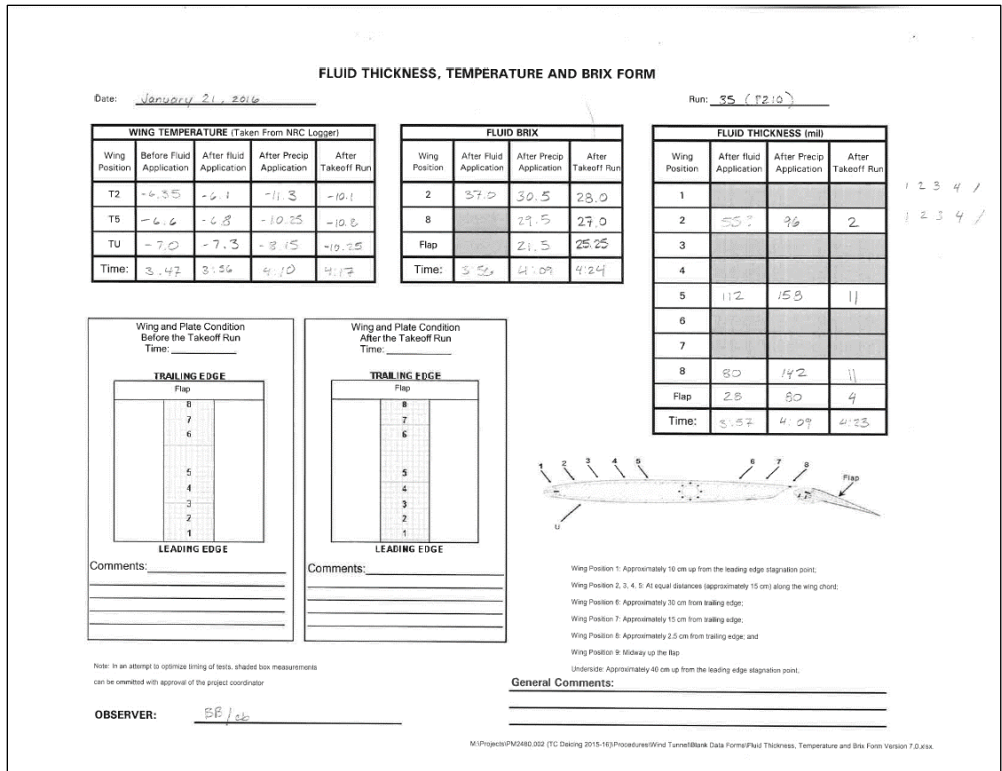 FLUID THICKNESS, TEMPERATURE AND BRIX FORM
Date: January 21, 2016
Run: 35 (P210)
WING TEMPERATURE (Taken From NRC Logger)
Wing Position Before Fluid Application After fluid Application After Precip Application After Takeoff Run
T2 -6.35 -6.1 -11.3 -10.1
T5 -6.6 -6.8 -10.25 -10.8
TU -7.0 -7.3 -8.15 -10.25
Time: 3.47 3:56 4:10 4:17
FLUID BRIX
Wing Position After Fluid Application After Precip Application After Takeoff Run
2 37.0 30.5 28.0
8 29.5 27.0
Flap 21.5 25.25
Time: 3:56 4:09 4:24
FLUID THICKNESS (mil)
Wing Position After fluid Application After Precip Application After Takeoff Run
1
2 55? 96 2
3
4
5 112 158 11
6
7
8 80 142 11
Flap 28 80 4
Time: 3:57 4:09 4:23
1 2 3 4 /
1 2 3 4 /
Wing and Plate Condition
Before the Takeoff Run
Time:
TRAILING EDGE
Flap
8
7
6
5
4
3
2
1
LEADING EDGE
Comments:
Wing and Plate Condition
After the Takeoff Run
Time:
TRAILING EDGE
Flap
8
7
6
5
4
3
2
1
LEADING EDGE
Comments:
1 2 3 4 5 6 7 8
Flap
U
Wing Position 1: Approximately 10 cm up from the leading edge stagnation point;
Wing Position 2, 3, 4, 5: At equal distances (approximately 15 cm) along the wing chord;
Wing Position 6: Approximately 30 cm from trailing edge;
Wing Position 7: Approximately 15 cm from trailing edge;
Wing Position 8: Approximately 2.5 cm from trailing edge; and
Wing Position 9: Midway up the flap
Underside: Approximately 40 cm up from the leading edge stagnation point.
Note: In an attempt to optimize timing of tests, shaded box measurements
can be ommitted with approval of the project coordinator
General Comments:
OBSERVER: BB /
M:\Projects\PM2480.002 (TC Deicing 2015-16)\Procedures\Wind Tunnel\Blank Data Forms\Fluid Thickness, Temperature and Brix Form Version 7.0.xlsx